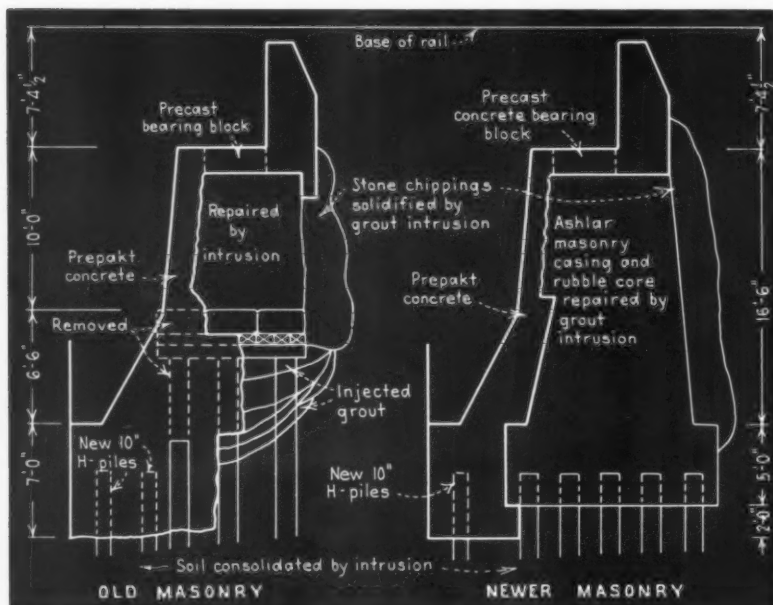 Base of rail
7'-4½"
Precast
bearing block
Precast
concrete bearing
block
7'-4½"
Stone chippings
solidified by
grout intrusion
Repaired
by
intrusion
10'-0"
Ashlar
masonry
casing and
rubble core
repaired by
grout
intrusion
Prepakt
concrete
Prepakt
concrete
16'-6"
Removed
6'-6"
Injected
grout
New 10"
H-piles
New 10"
H-piles
7'-0"
5'-0"
2'-0"
Soil consolidated by intrusion
OLD MASONRY
NEWER MASONRY